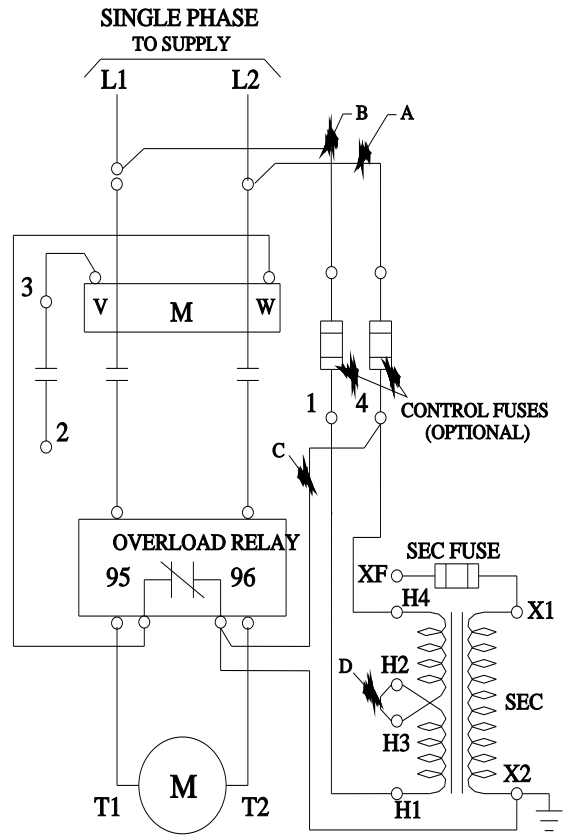 SINGLE PHASE
TO SUPPLY
L1 L2
B A
3
V M W
1 4
CONTROL FUSES
(OPTIONAL)
2
C
OVERLOAD RELAY
SEC FUSE
95 96
XF
H4 X1
D H2
SEC
H3
X2
M
T1 T2 H1